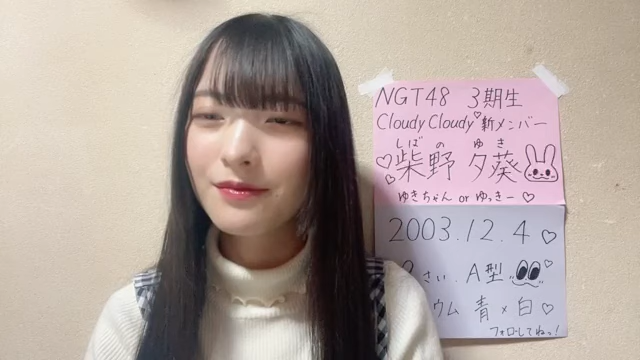 NGT48 3期生
Cloudy Cloudy 新メンバー
しばの ゆき
柴野 夕葵
ゆきちゃん or ゆっきー
2003.12.4
さい. A型
ウム 青×白
フォローしてねっ!